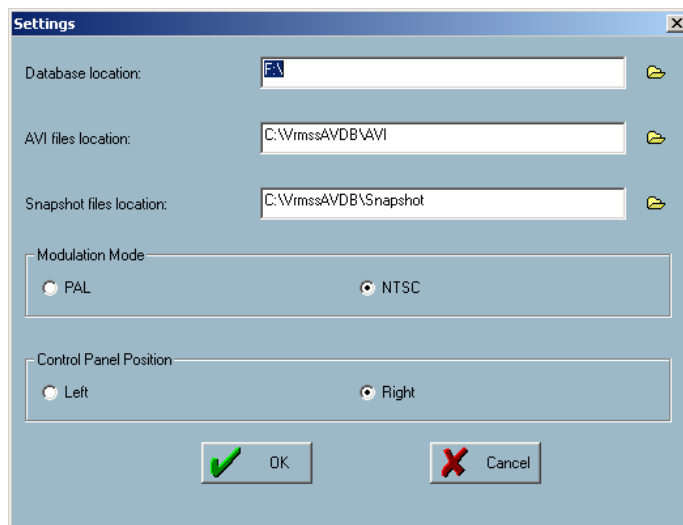 Settings
Database location:
F:\
AVI files location:
C:\VrmssAVDB\AVI
Snapshot files location:
C:\VrmssAVDB\Snapshot
Modulation Mode
PAL
NTSC
Control Panel Position
Left
Right
OK
Cancel